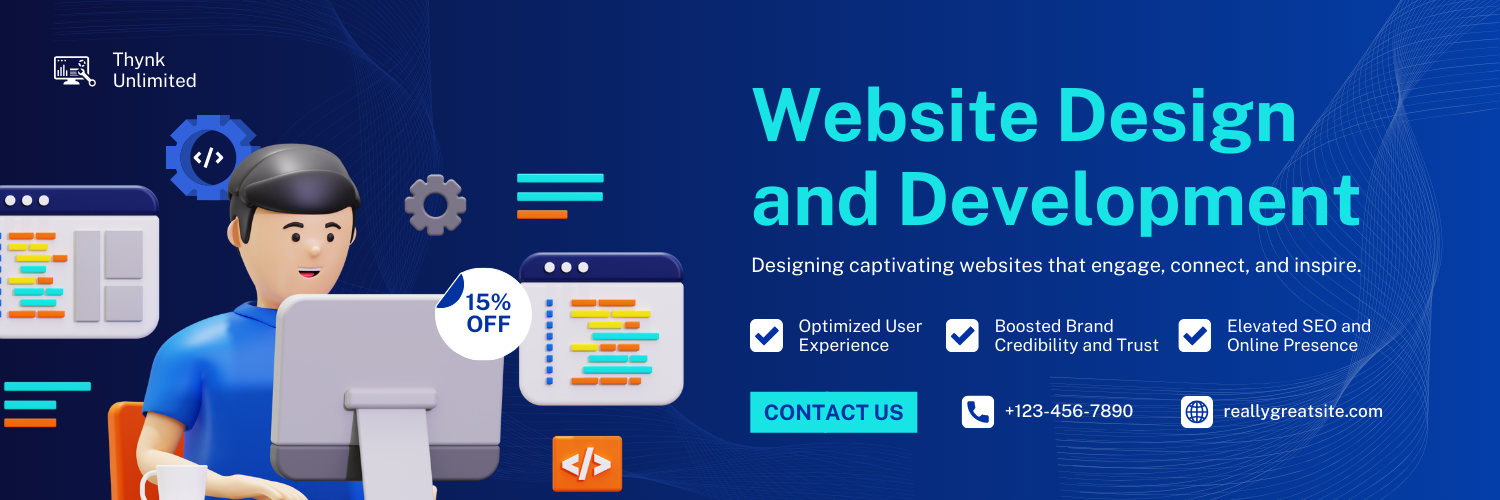 Thynk
Unlimited
</>
15%
OFF
</>
Website Design
and Development
Designing captivating websites that engage, connect, and inspire.
Optimized User
Experience
Boosted Brand
Credibility and Trust
Elevated SEO and
Online Presence
CONTACT US
+123-456-7890
reallygreatsite.com